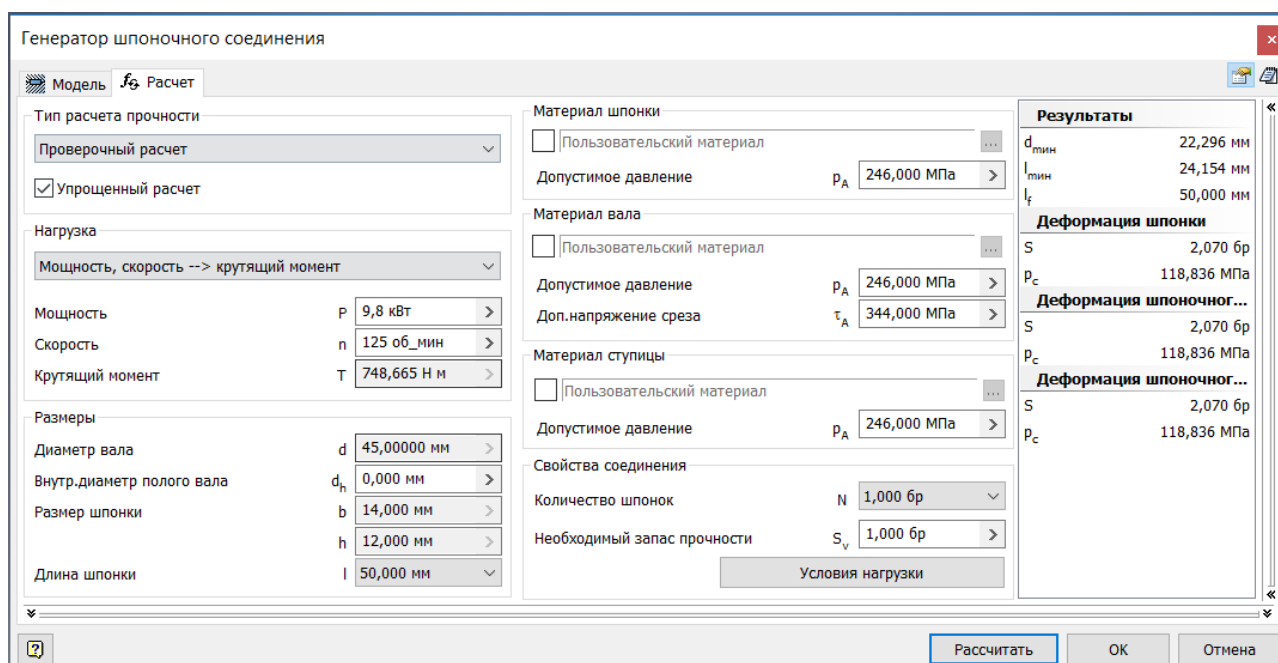 Генератор шпоночного соединения
Модель
Расчет
Тип расчета прочности
Проверочный расчет
Упрощенный расчет
Нагрузка
Мощность, скорость --> крутящий момент
Мощность P 9,8 кВт >
Скорость n 125 об_мин >
Крутящий момент T 748,665 Н м >
Размеры
Диаметр вала d 45,00000 мм >
Внутр.диаметр полого вала dh 0,000 мм >
Размер шпонки b 14,000 мм >
h 12,000 мм >
Длина шпонки l 50,000 мм
Материал шпонки
Пользовательский материал ...
Допустимое давление pA 246,000 МПа >
Материал вала
Пользовательский материал ...
Допустимое давление pA 246,000 МПа >
Доп.напряжение среза τA 344,000 МПа >
Материал ступицы
Пользовательский материал ...
Допустимое давление pA 246,000 МПа >
Свойства соединения
Количество шпонок N 1,000 бр
Необходимый запас прочности Sv 1,000 бр >
Условия нагрузки
Результаты
dмин 22,296 мм
lмин 24,154 мм
lf 50,000 мм
Деформация шпонки
S 2,070 бр
pc 118,836 МПа
Деформация шпоночног...
S 2,070 бр
pc 118,836 МПа
Деформация шпоночног...
S 2,070 бр
pc 118,836 МПа
Рассчитать
ОК
Отмена